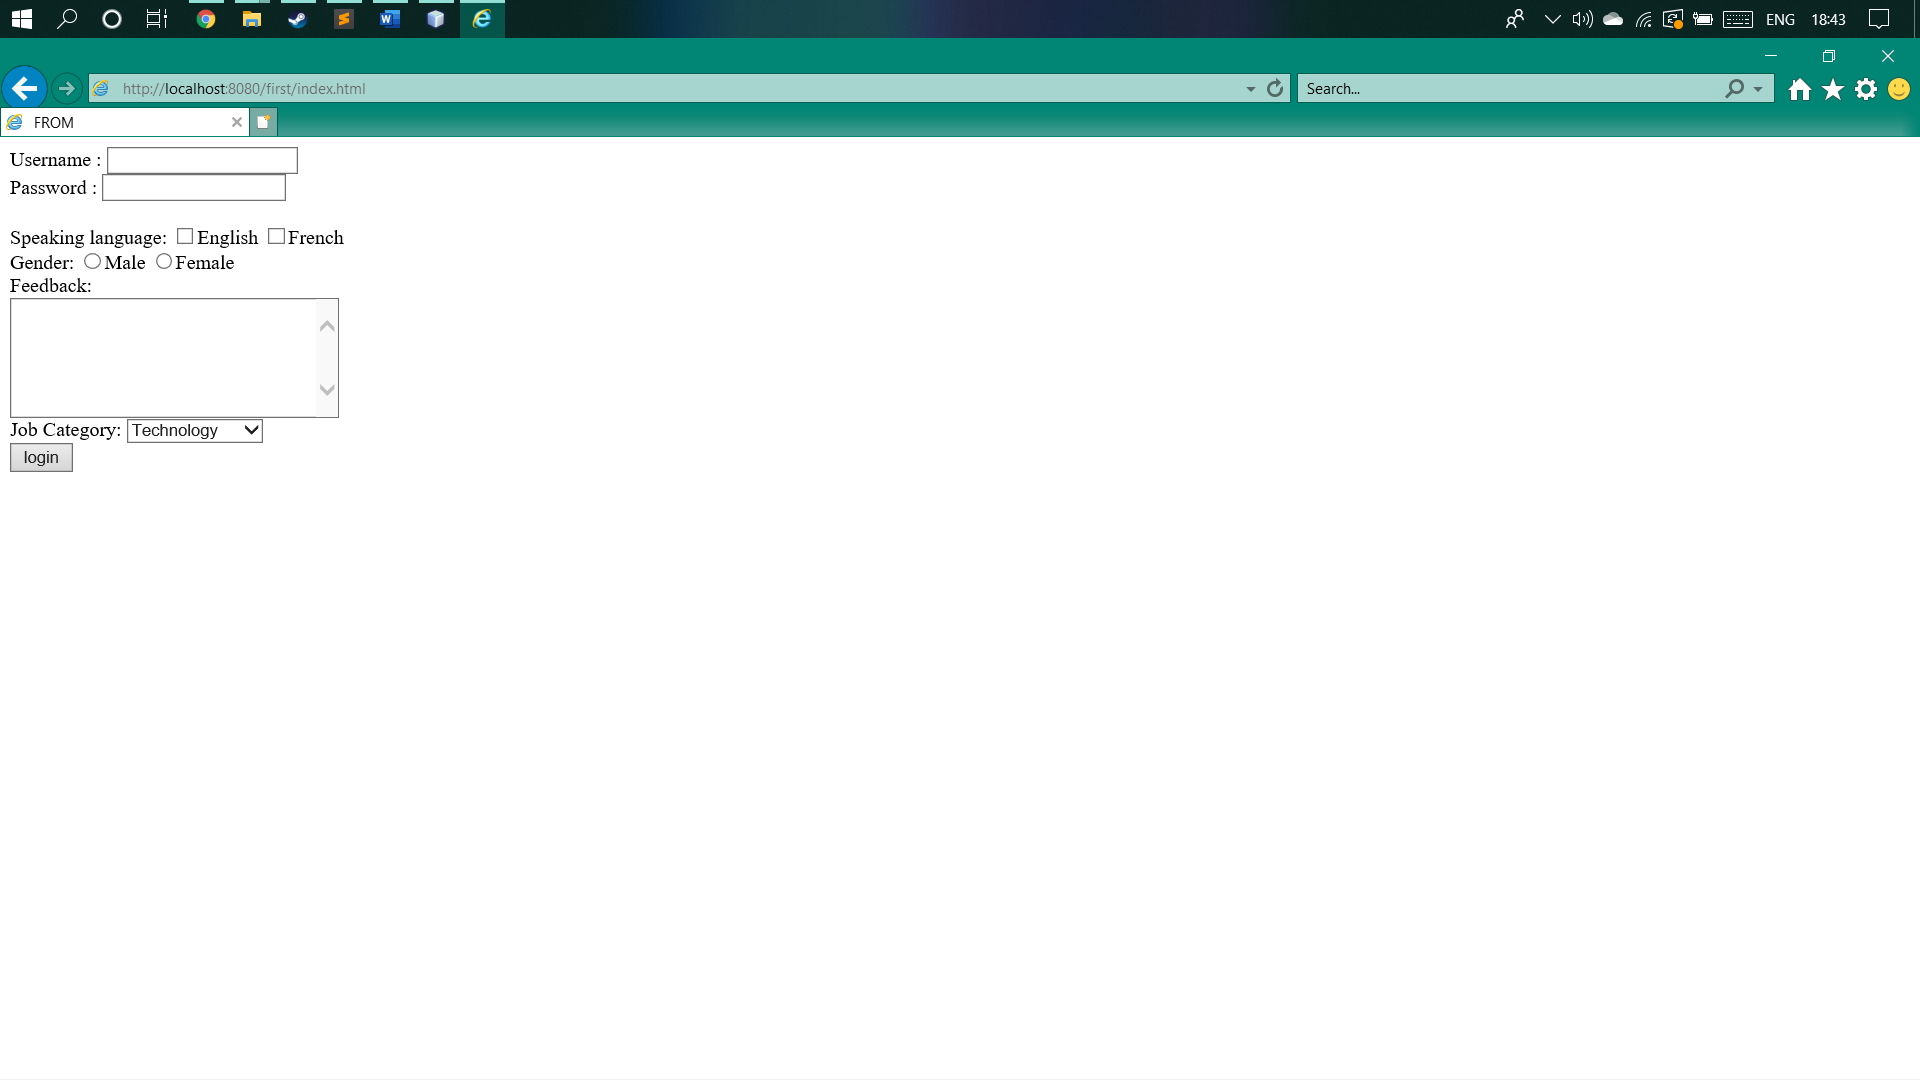 ENG 18:43
http://localhost:8080/first/index.html
Search...
FROM
Username :
Password :
Speaking language: English French
Gender: Male Female
Feedback:
Job Category: Technology
login